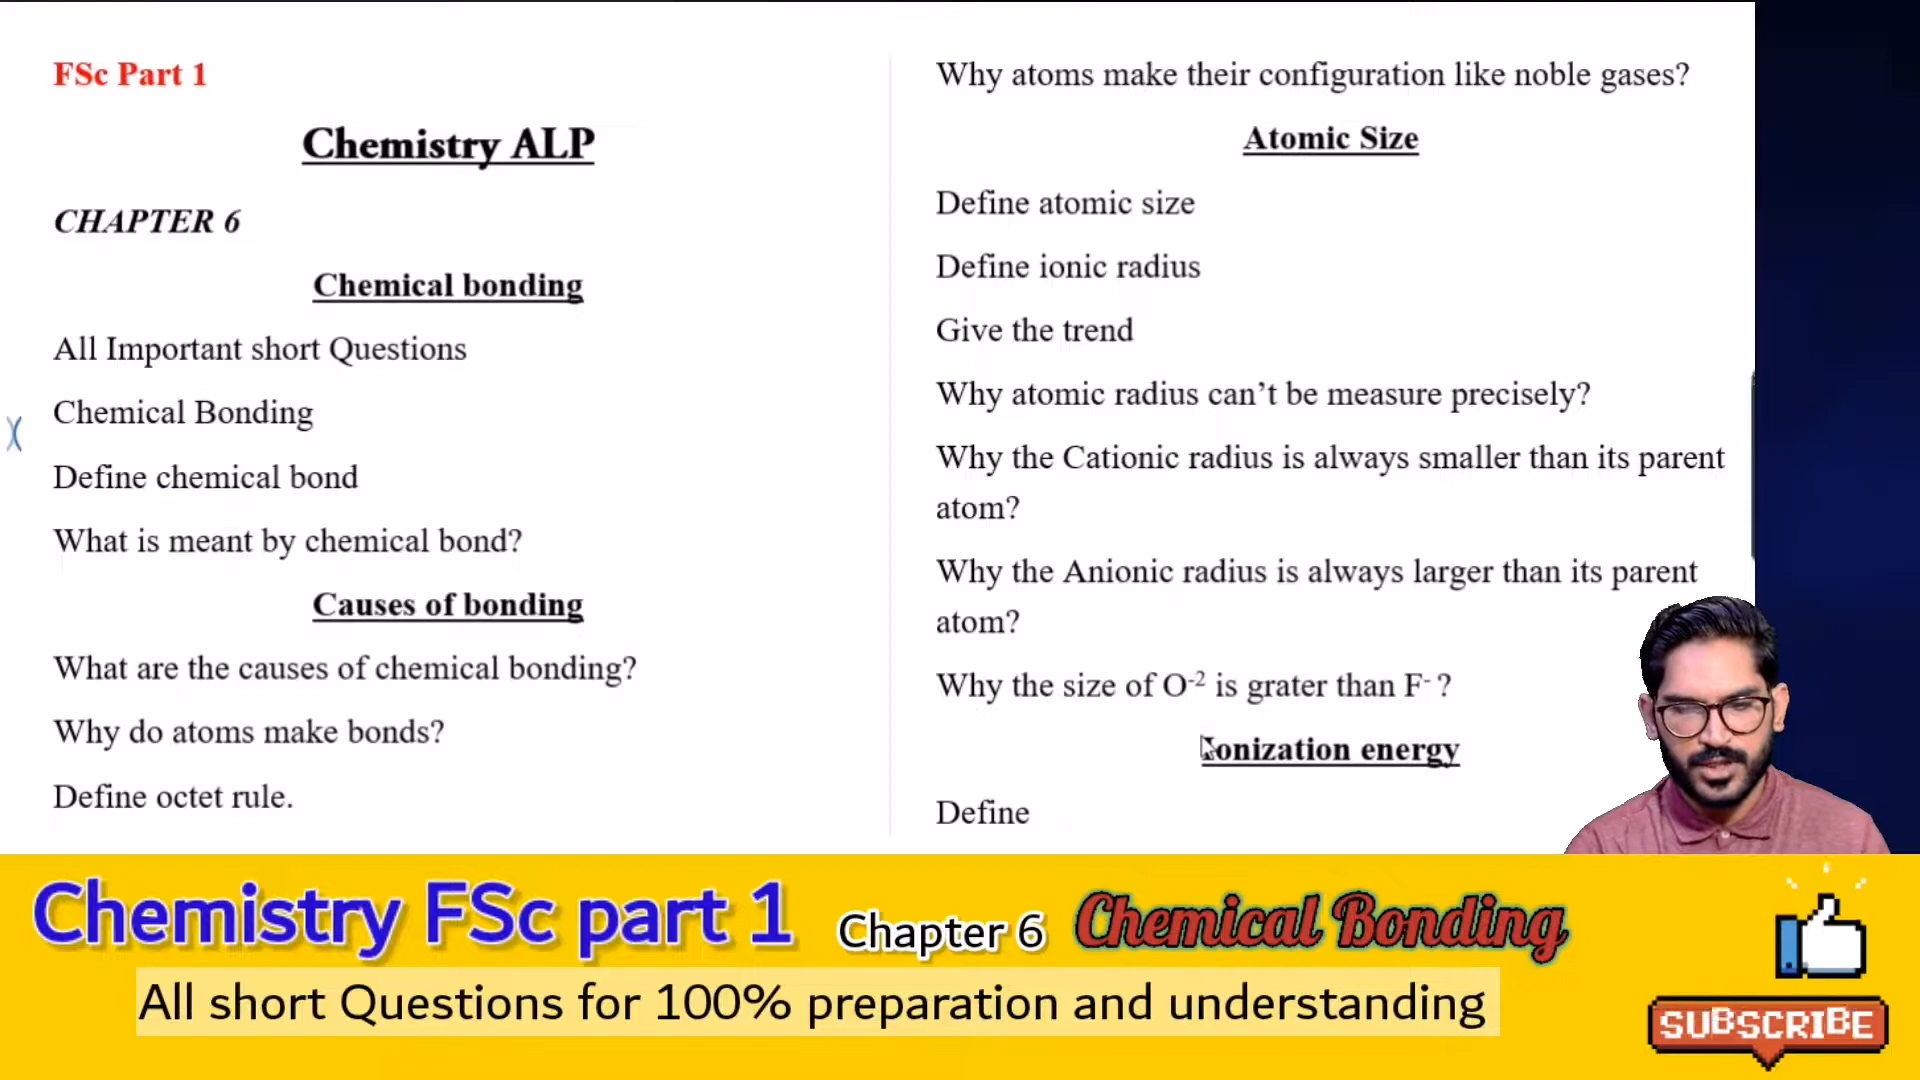 FSc Part 1
Chemistry ALP
CHAPTER 6
Chemical bonding
All Important short Questions
Chemical Bonding
Define chemical bond
What is meant by chemical bond?
Causes of bonding
What are the causes of chemical bonding?
Why do atoms make bonds?
Define octet rule.
Why atoms make their configuration like noble gases?
Atomic Size
Define atomic size
Define ionic radius
Give the trend
Why atomic radius can’t be measure precisely?
Why the Cationic radius is always smaller than its parent
atom?
Why the Anionic radius is always larger than its parent
atom?
Why the size of O⁻² is grater than F⁻ ?
Ionization energy
Define
Chemistry FSc part 1 Chapter 6 Chemical Bonding
All short Questions for 100% preparation and understanding
SUBSCRIBE